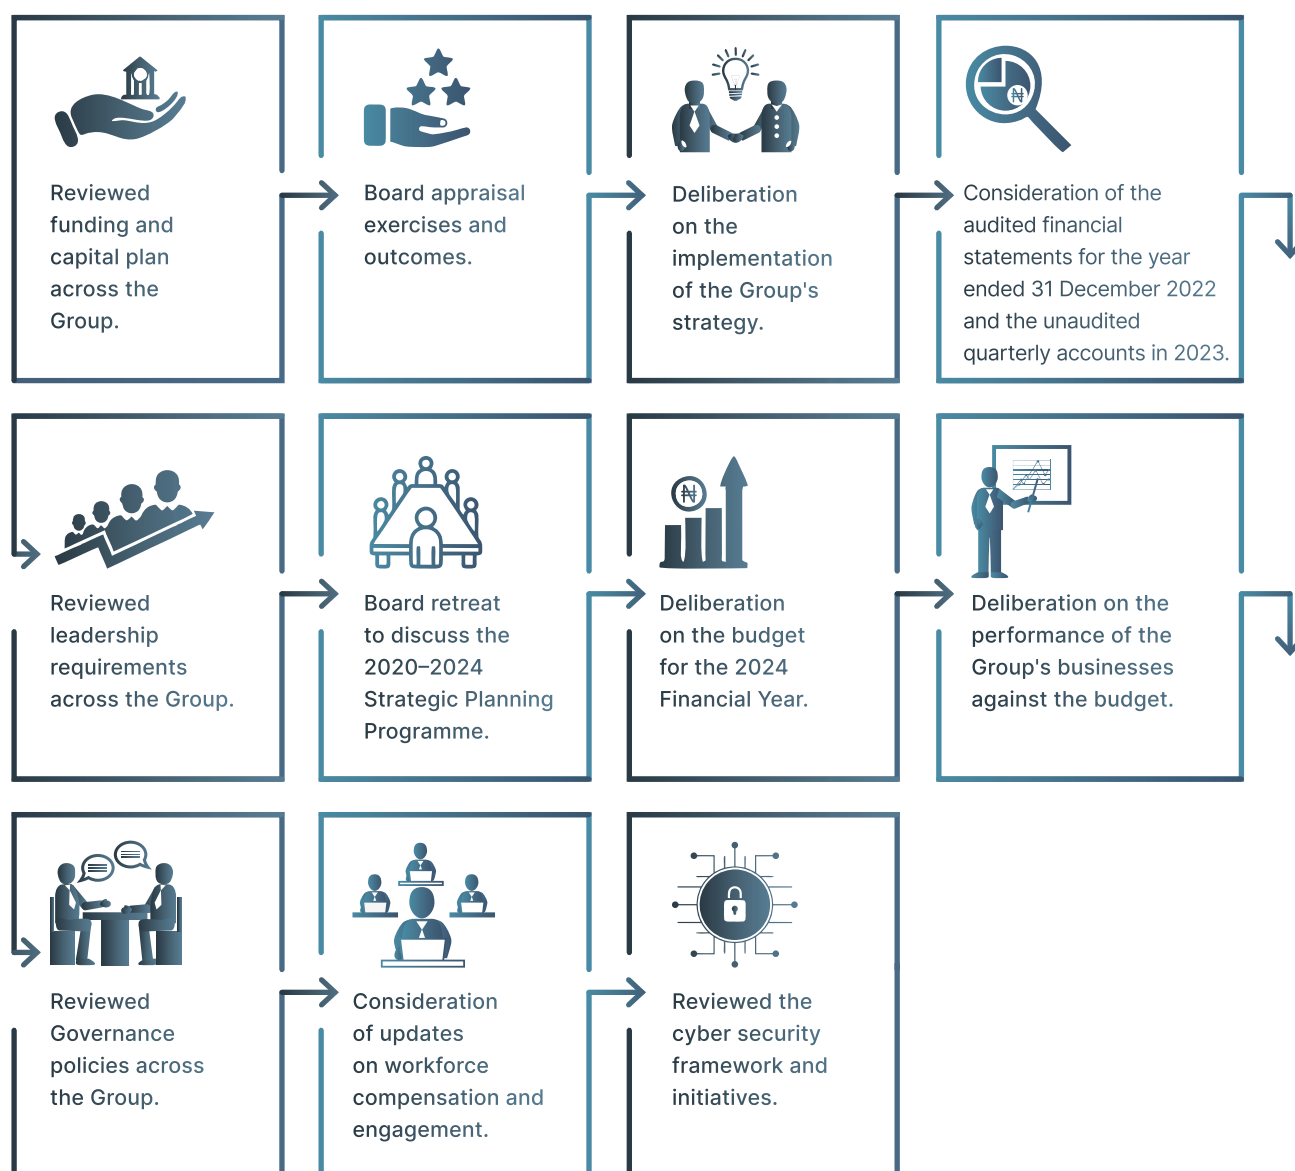 Reviewed
funding and
capital plan
across the
Group.
Board appraisal
exercises and
outcomes.
Deliberation
on the
implementation
of the Group's
strategy.
₦
Consideration of the
audited financial
statements for the year
ended 31 December 2022
and the unaudited
quarterly accounts in 2023.
Reviewed
leadership
requirements
across the Group.
Board retreat
to discuss the
2020–2024
Strategic Planning
Programme.
₦
Deliberation
on the budget
for the 2024
Financial Year.
Deliberation on the
performance of the
Group's businesses
against the budget.
Reviewed
Governance
policies across
the Group.
Consideration
of updates
on workforce
compensation and
engagement.
Reviewed the
cyber security
framework and
initiatives.